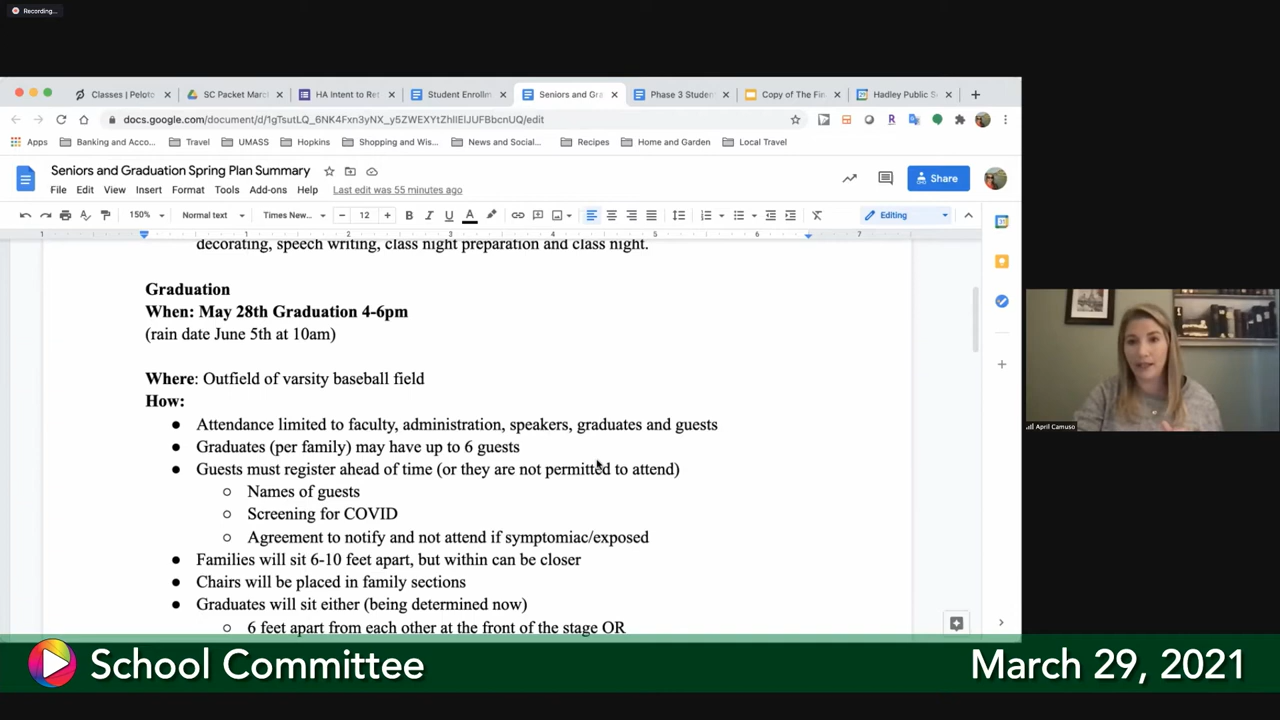 Recording...
Classes | Peloto
SC Packet Marc
HA Intent to Ret
Student Enrollm
Seniors and Gra
Phase 3 Studen
Copy of The Fin
Hadley Public S
docs.google.com/document/d/1gTsutLQ_6NK4Fxn3yNX_y5ZWEXYtZhIIEIJUFBbcnUQ/edit
Apps
Banking and Acco...
Travel
UMASS
Hopkins
Shopping and Wis...
News and Social...
Recipes
Home and Garden
Local Travel
Seniors and Graduation Spring Plan Summary
Share
File Edit View Insert Format Tools Add-ons Help Last edit was 55 minutes ago
150% Normal text Times New... 12 B I U A Editing
1 1 2 3 4 5 6 7
decorating, speech writing, class night preparation and class night.
Graduation
When: May 28th Graduation 4-6pm
(rain date June 5th at 10am)
Where: Outfield of varsity baseball field
How:
● Attendance limited to faculty, administration, speakers, graduates and guests
● Graduates (per family) may have up to 6 guests
● Guests must register ahead of time (or they are not permitted to attend)
○ Names of guests
○ Screening for COVID
○ Agreement to notify and not attend if symptomiac/exposed
● Families will sit 6-10 feet apart, but within can be closer
● Chairs will be placed in family sections
● Graduates will sit either (being determined now)
○ 6 feet apart from each other at the front of the stage OR
April Camuso
School Committee
March 29, 2021